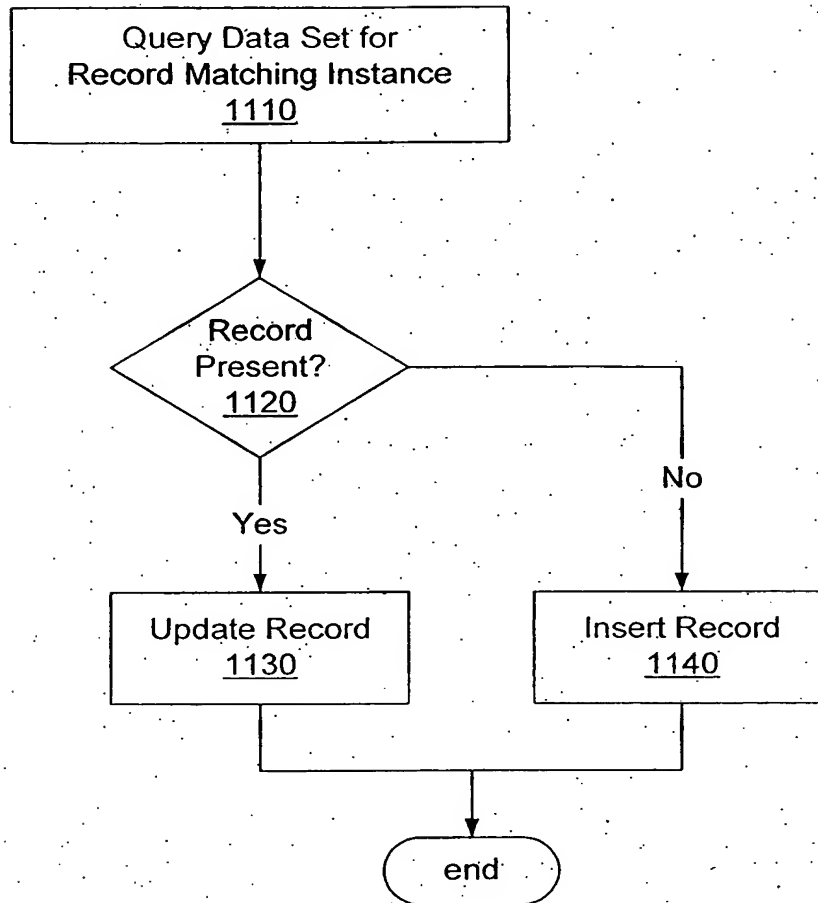 Query Data Set for
Record Matching Instance
1110
Record
Present?
1120
No
Yes
Update Record
1130
Insert Record
1140
end